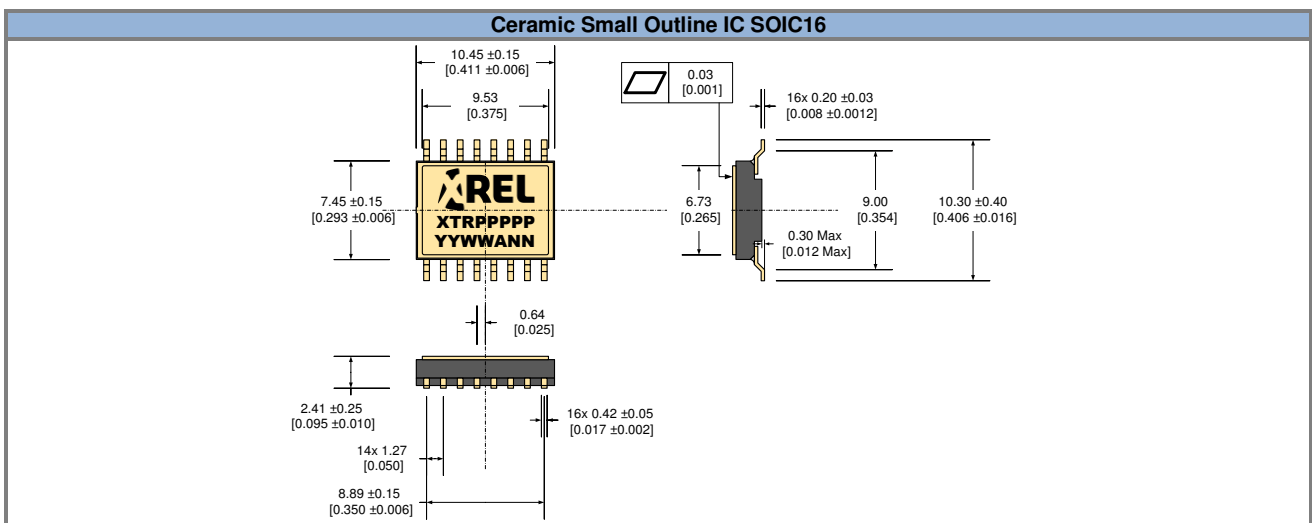 Ceramic Small Outline IC SOIC16
10.45 ±0.15
[0.411 ±0.006]
9.53
[0.375]
0.03
[0.001]
16x 0.20 ±0.03
[0.008 ±0.0012]
7.45 ±0.15
[0.293 ±0.006]
XREL
XTRPPPPP
YYWWANN
6.73
[0.265]
9.00
[0.354]
10.30 ±0.40
[0.406 ±0.016]
0.30 Max
[0.012 Max]
0.64
[0.025]
2.41 ±0.25
[0.095 ±0.010]
16x 0.42 ±0.05
[0.017 ±0.002]
14x 1.27
[0.050]
8.89 ±0.15
[0.350 ±0.006]